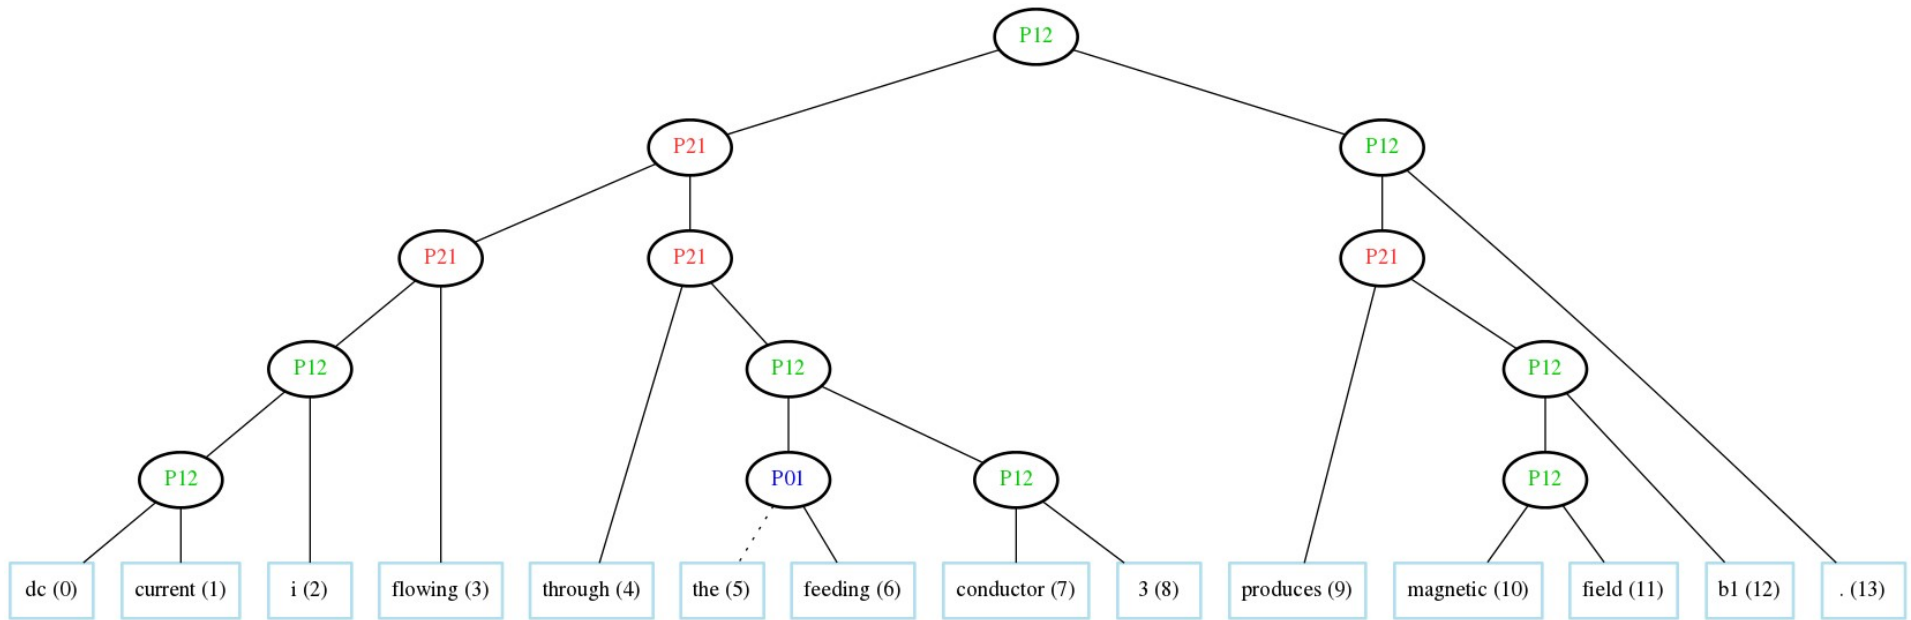 P12
P21 P12
P21 P21 P21
P12 P12 P12
P12 P01 P12 P12
dc (0) current (1) i (2) flowing (3) through (4) the (5) feeding (6) conductor (7) 3 (8) produces (9) magnetic (10) field (11) b1 (12) . (13)